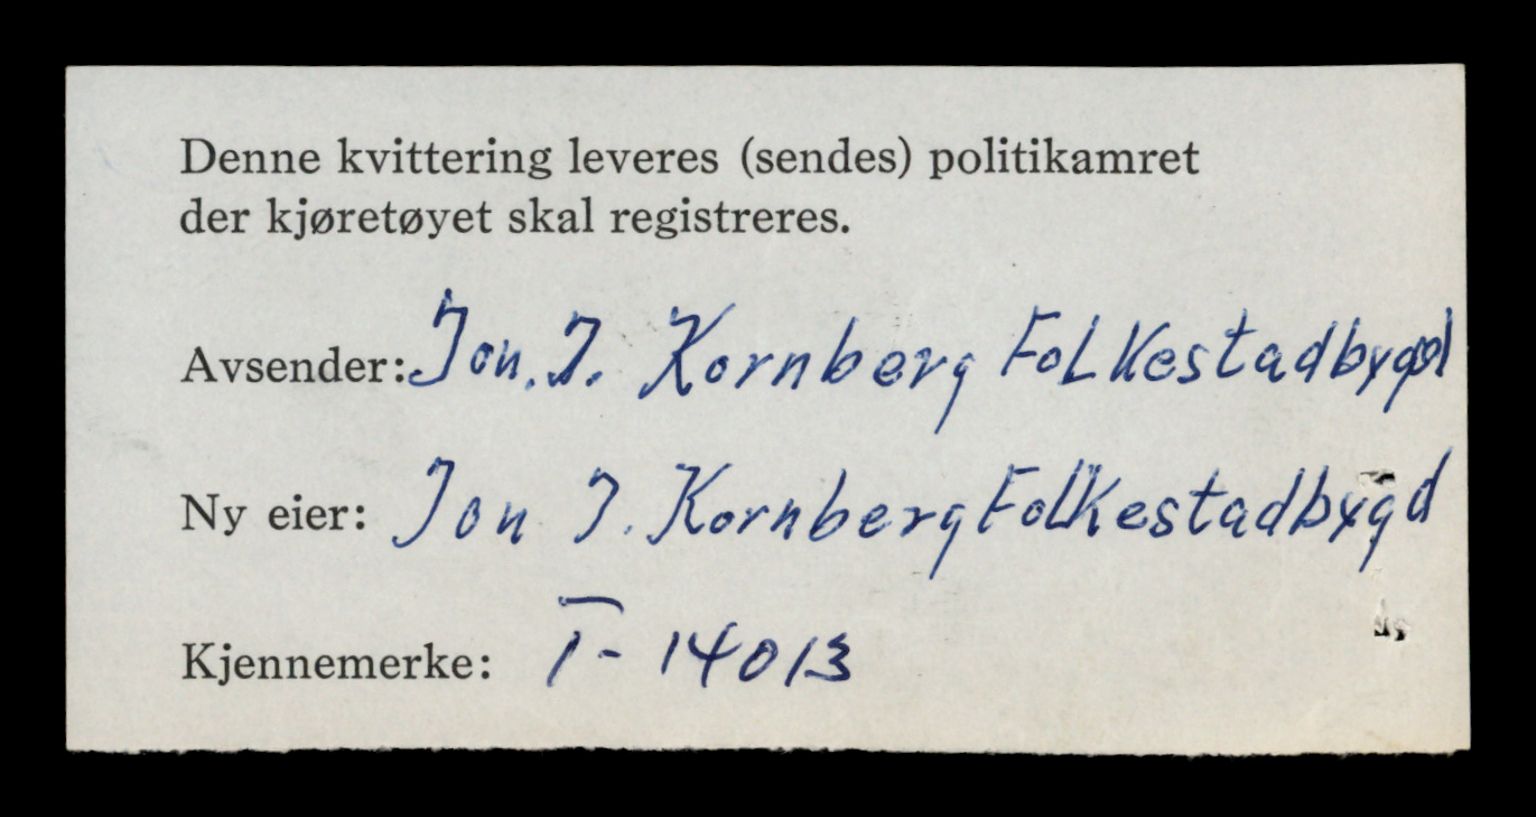 Denne kvittering leveres (sendes) politikamret
der kjøretøyet skal registreres.
Avsender: Jon. J. Kornberg Folkestadbygd
Ny eier: Jon J. Kornberg Folkestadbygd
Kjennemerke: T- 14013